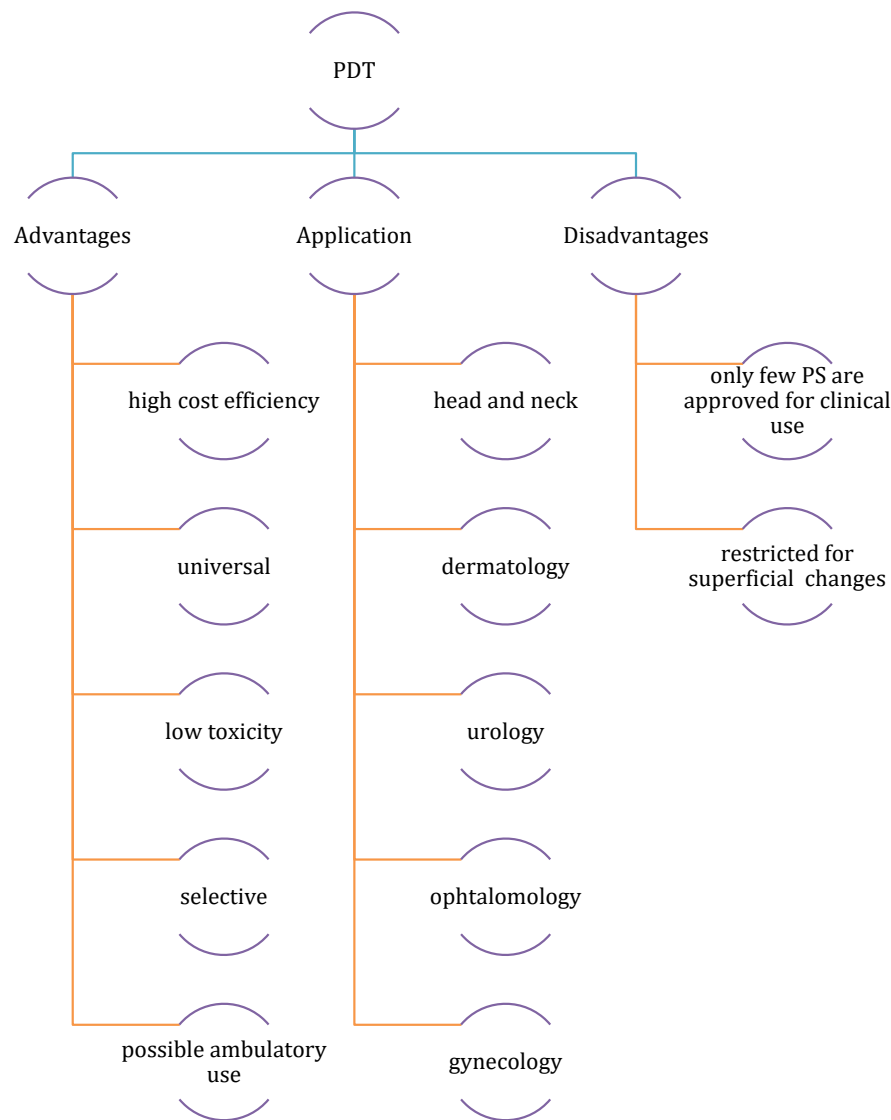 PDT
Advantages
high cost efficiency
universal
low toxicity
selective
possible ambulatory
use
Application
head and neck
dermatology
urology
ophtalomology
gynecology
Disadvantages
only few PS are
approved for clinical
use
restricted for
superficial changes